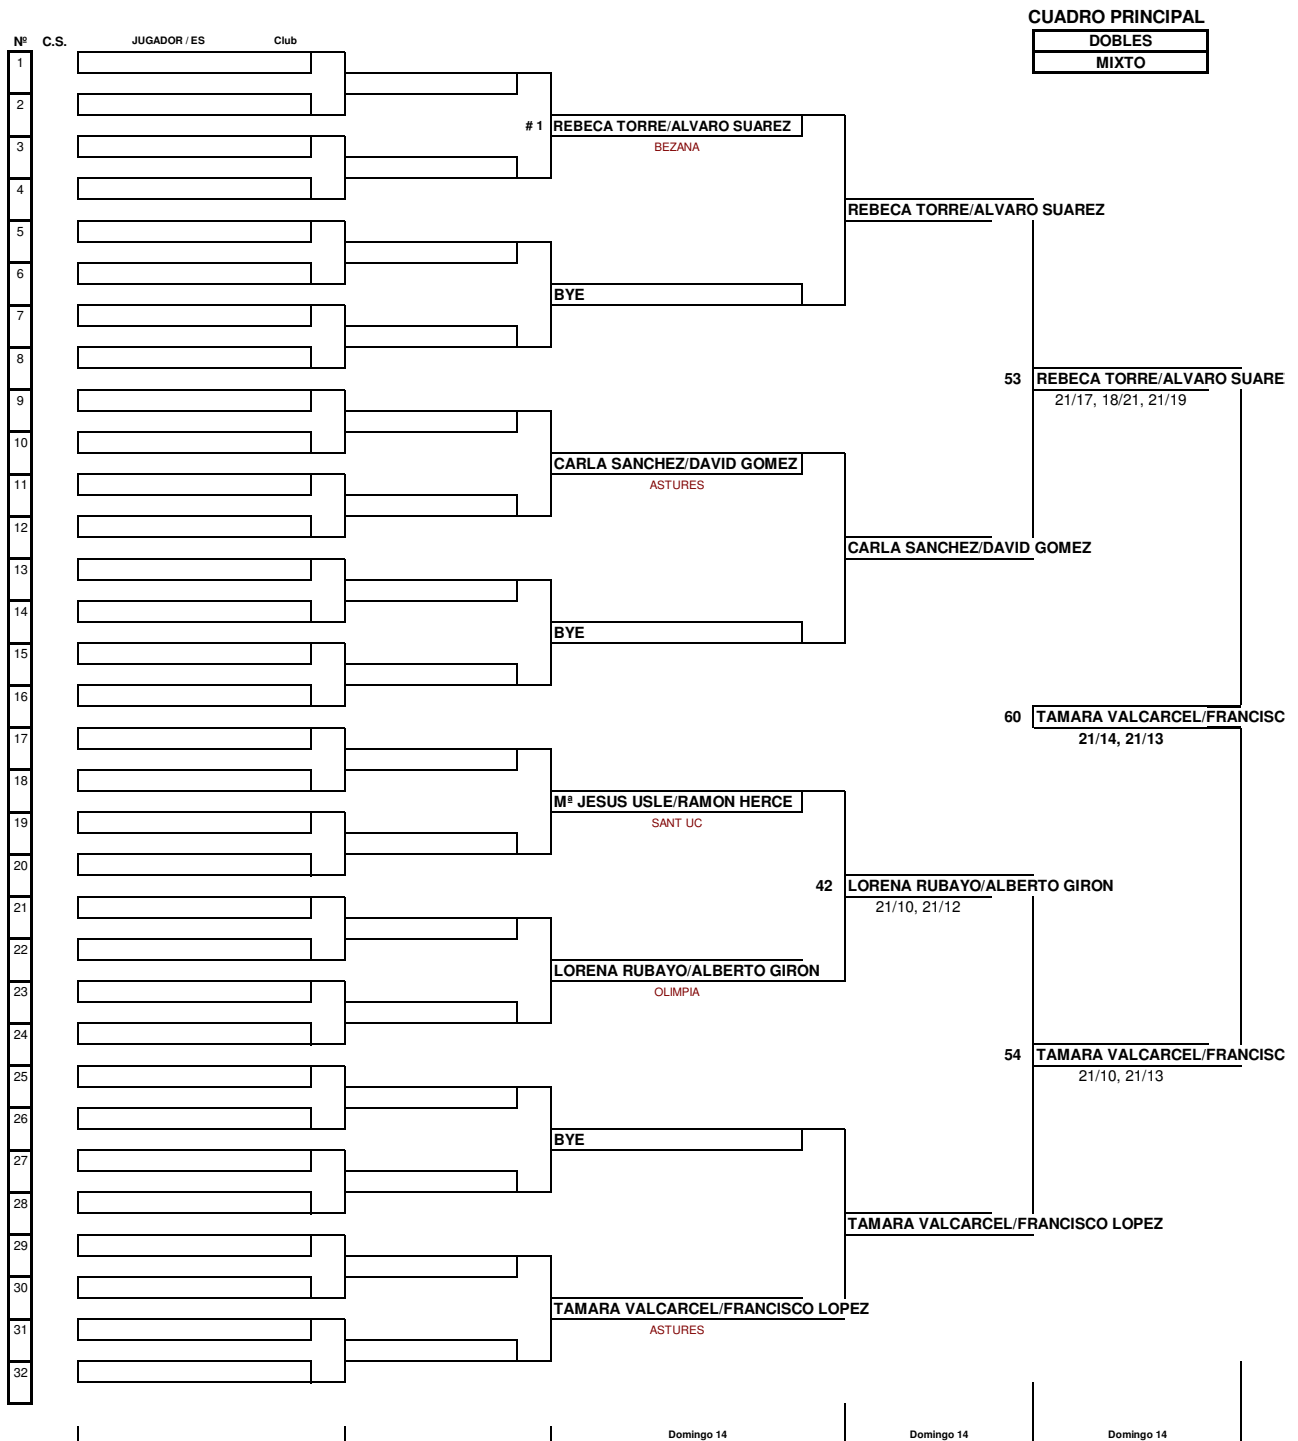 CUADRO PRINCIPAL
DOBLES
MIXTO
Nº C.S. JUGADOR / ES Club
1
2
# 1 REBECA TORRE/ALVARO SUAREZ
3
BEZANA
4
REBECA TORRE/ALVARO SUAREZ
5
6
BYE
7
8
53 REBECA TORRE/ALVARO SUARE
9
21/17, 18/21, 21/19
10
CARLA SANCHEZ/DAVID GOMEZ
11
ASTURES
12
CARLA SANCHEZ/DAVID GOMEZ
13
14
BYE
15
16
60 TAMARA VALCARCEL/FRANCISC
17
21/14, 21/13
18
Mª JESUS USLE/RAMON HERCE
19
SANT UC
20
42 LORENA RUBAYO/ALBERTO GIRON
21
21/10, 21/12
22
LORENA RUBAYO/ALBERTO GIRON
23
OLIMPIA
24
54 TAMARA VALCARCEL/FRANCISC
25
21/10, 21/13
26
BYE
27
28
TAMARA VALCARCEL/FRANCISCO LOPEZ
29
30
TAMARA VALCARCEL/FRANCISCO LOPEZ
31
ASTURES
32
Domingo 14 Domingo 14 Domingo 14